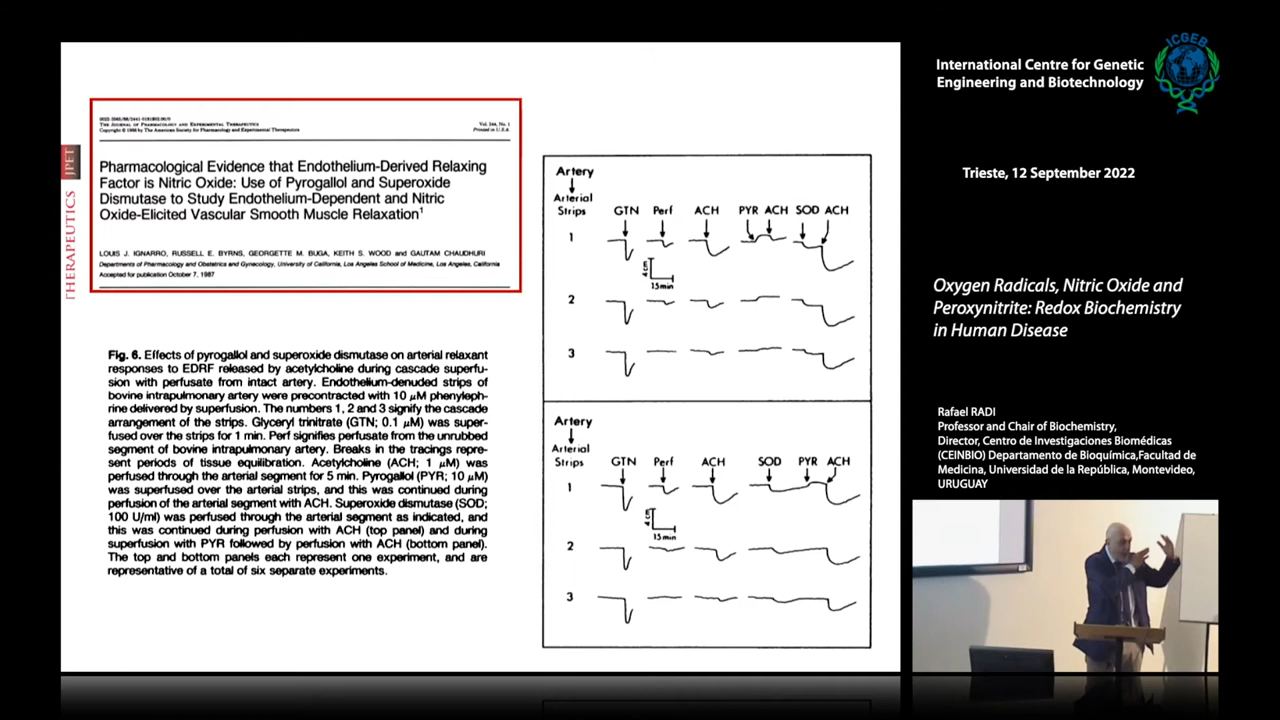 0022-3565/88/2441-0181$02.00/0
THE JOURNAL OF PHARMACOLOGY AND EXPERIMENTAL THERAPEUTICS
Copyright © 1988 by The American Society for Pharmacology and Experimental Therapeutics
Vol. 244, No. 1
Printed in U.S.A.
Pharmacological Evidence that Endothelium-Derived Relaxing
Factor is Nitric Oxide: Use of Pyrogallol and Superoxide
Dismutase to Study Endothelium-Dependent and Nitric
Oxide-Elicited Vascular Smooth Muscle Relaxation¹
LOUIS J. IGNARRO, RUSSELL E. BYRNS, GEORGETTE M. BUGA, KEITH S. WOOD and GAUTAM CHAUDHURI
Departments of Pharmacology and Obstetrics and Gynecology, University of California, Los Angeles School of Medicine, Los Angeles, California
Accepted for publication October 7, 1987
JPET
THERAPEUTICS
Fig. 6. Effects of pyrogallol and superoxide dismutase on arterial relaxant
responses to EDRF released by acetylcholine during cascade superfu-
sion with perfusate from intact artery. Endothelium-denuded strips of
bovine intrapulmonary artery were precontracted with 10 μM phenyleph-
rine delivered by superfusion. The numbers 1, 2 and 3 signify the cascade
arrangement of the strips. Glyceryl trinitrate (GTN; 0.1 μM) was super-
fused over the strips for 1 min. Perf signifies perfusate from the unrubbed
segment of bovine intrapulmonary artery. Breaks in the tracings repre-
sent periods of tissue equilibration. Acetylcholine (ACH; 1 μM) was
perfused through the arterial segment for 5 min. Pyrogallol (PYR; 10 μM)
was superfused over the arterial strips, and this was continued during
perfusion of the arterial segment with ACH. Superoxide dismutase (SOD;
100 U/ml) was perfused through the arterial segment as indicated, and
this was continued during perfusion with ACH (top panel) and during
superfusion with PYR followed by perfusion with ACH (bottom panel).
The top and bottom panels each represent one experiment, and are
representative of a total of six separate experiments.
Artery
Arterial
Strips
GTN Perf ACH PYR ACH SOD ACH
1
4 cm
15min
2
3
Artery
Arterial
Strips
GTN Perf ACH SOD PYR ACH
1
4 cm
15min
2
3
International Centre for Genetic
Engineering and Biotechnology
ICGEB
Trieste, 12 September 2022
Oxygen Radicals, Nitric Oxide and
Peroxynitrite: Redox Biochemistry
in Human Disease
Rafael RADI
Professor and Chair of Biochemistry,
Director, Centro de Investigaciones Biomédicas
(CEINBIO) Departamento de Bioquímica,Facultad de
Medicina, Universidad de la República, Montevideo,
URUGUAY